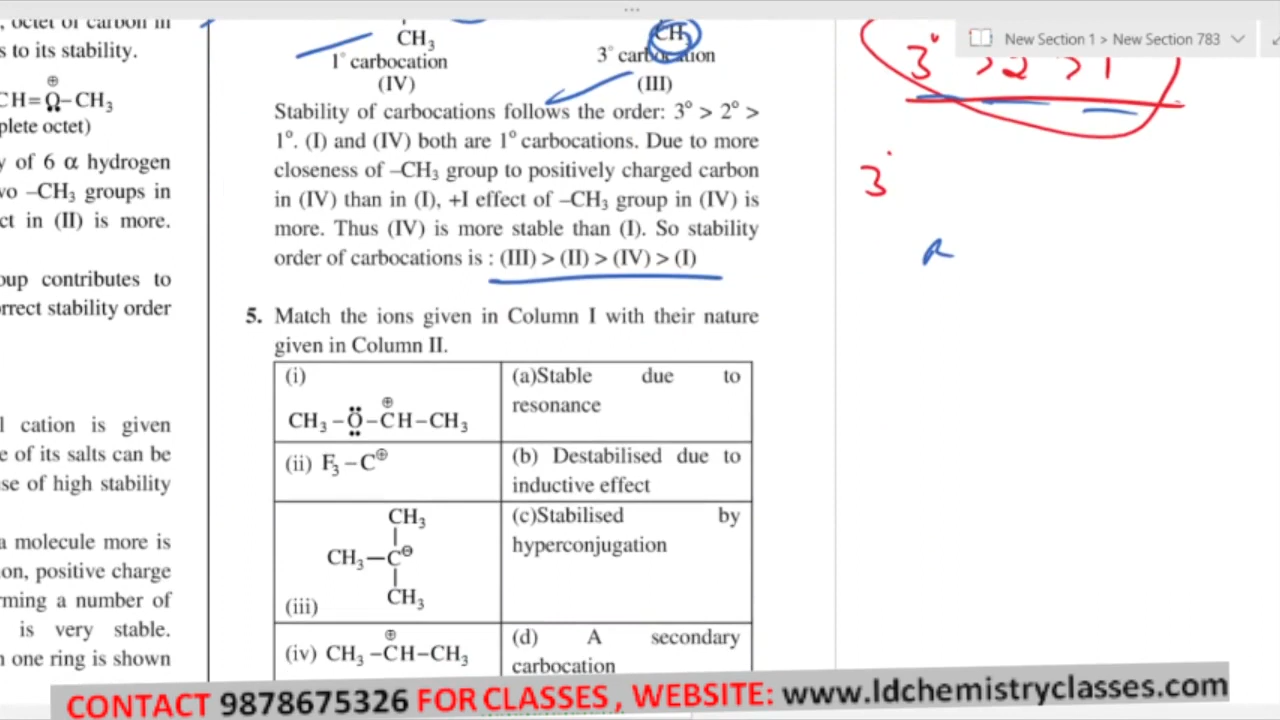 , octet of carbon in
s to its stability.
⊕
CH=Ö–CH₃
plete octet)
y of 6 α hydrogen
wo –CH₃ groups in
ct in (II) is more.
oup contributes to
orrect stability order
l cation is given
e of its salts can be
se of high stability
a molecule more is
on, positive charge
rming a number of
is very stable.
n one ring is shown
CH₃
1° carbocation
(IV)
CH₃
3° carbocation
(III)
Stability of carbocations follows the order: 3° > 2° >
1°. (I) and (IV) both are 1° carbocations. Due to more
closeness of –CH₃ group to positively charged carbon
in (IV) than in (I), +I effect of –CH₃ group in (IV) is
more. Thus (IV) is more stable than (I). So stability
order of carbocations is : (III) > (II) > (IV) > (I)
5. Match the ions given in Column I with their nature
given in Column II.
(i)
⊕
CH₃–Ö–CH–CH₃
(a)Stable due to
resonance
(ii) F₃–C⊕
(b) Destabilised due to
inductive effect
CH₃
CH₃—C⊖
CH₃
(iii)
(c)Stabilised by
hyperconjugation
⊕
(iv) CH₃–CH–CH₃
(d) A secondary
carbocation
New Section 1 > New Section 783
3° > 2 > 1
3°
CONTACT 9878675326 FOR CLASSES , WEBSITE: www.ldchemistryclasses.com